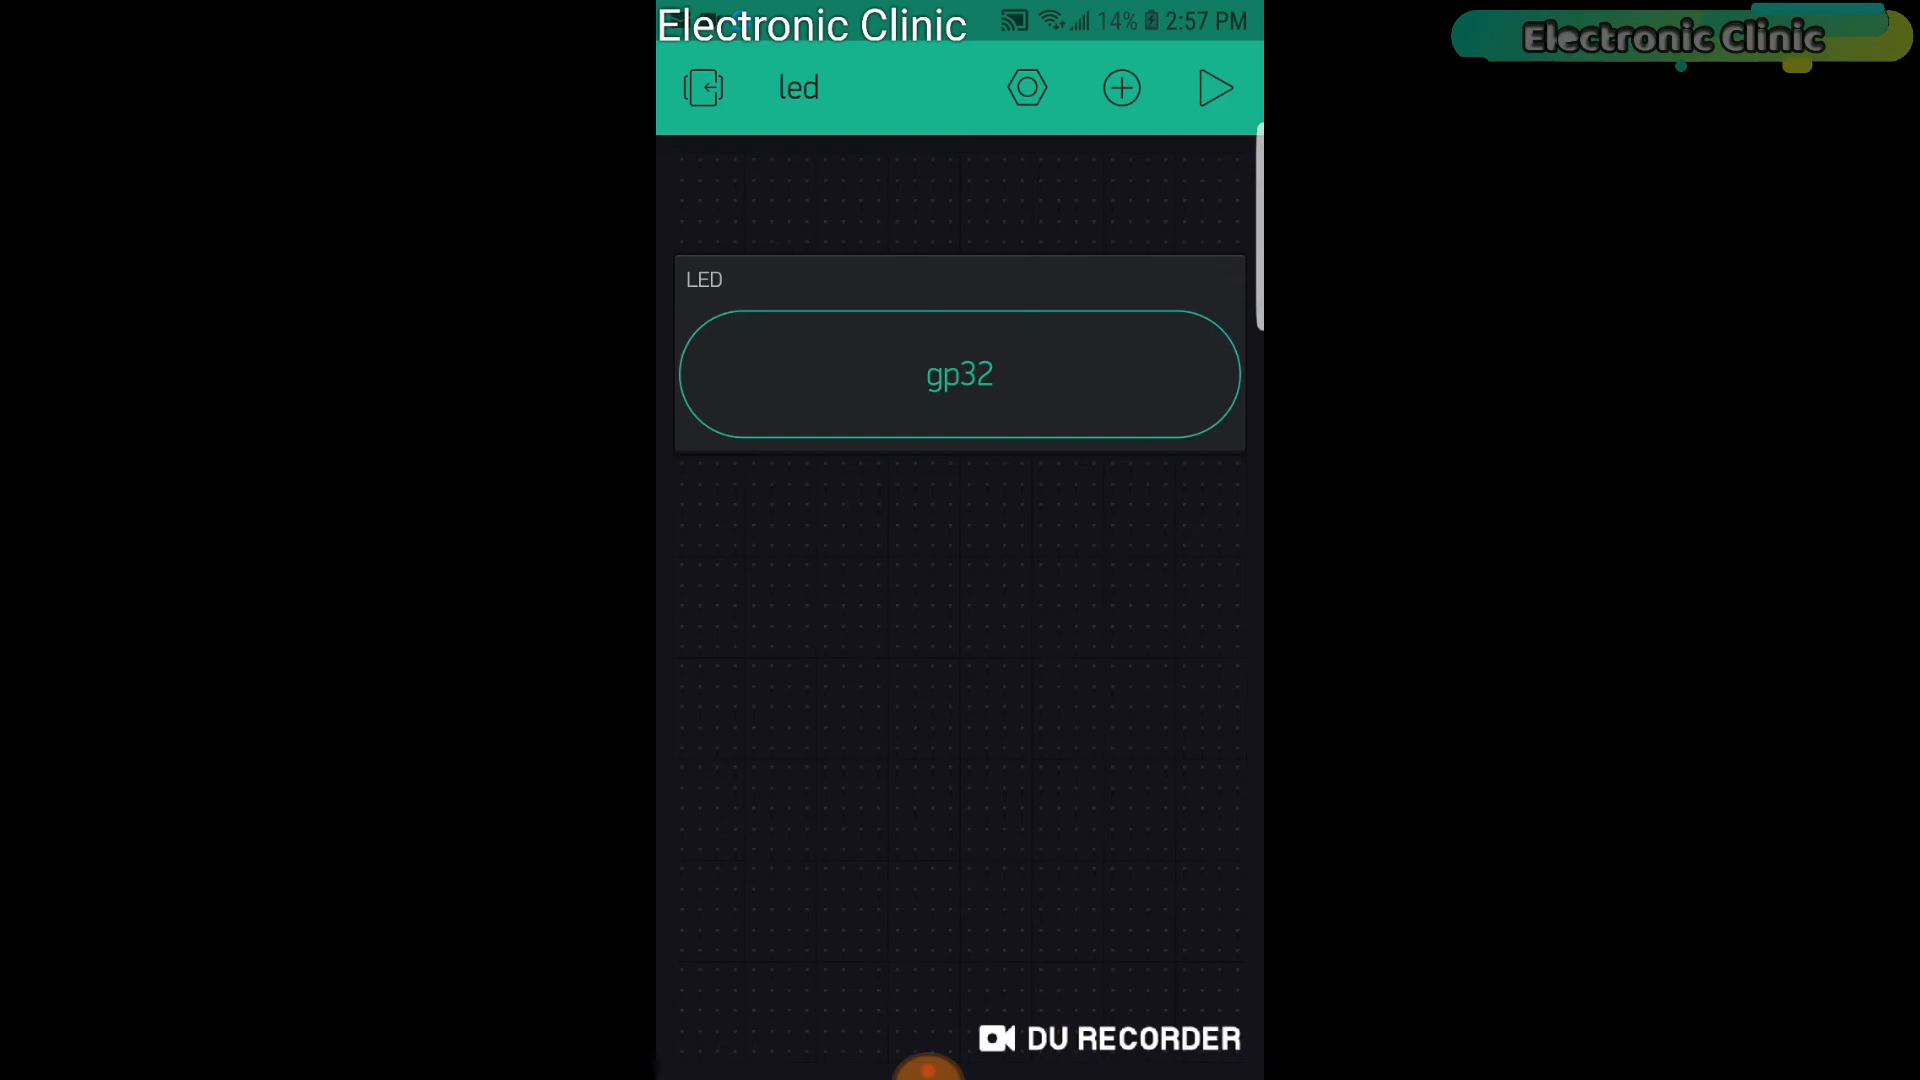 Electronic Clinic
14% 2:57 PM
Electronic Clinic
led
LED
gp32
DU RECORDER